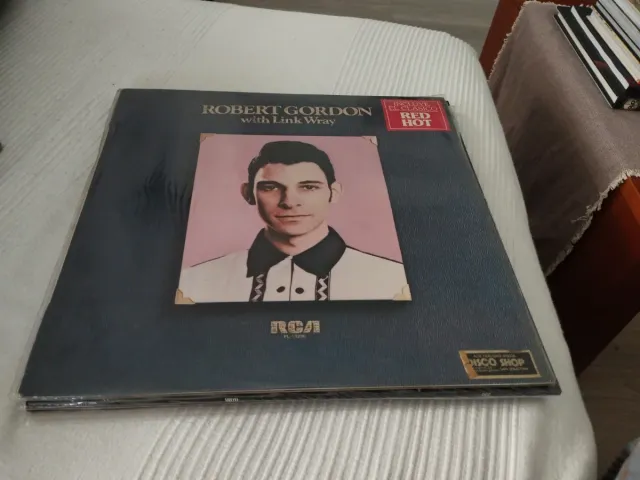 ROBERT GORDON
with Link Wray
RED
HOT
RCA
DISCO SHOP